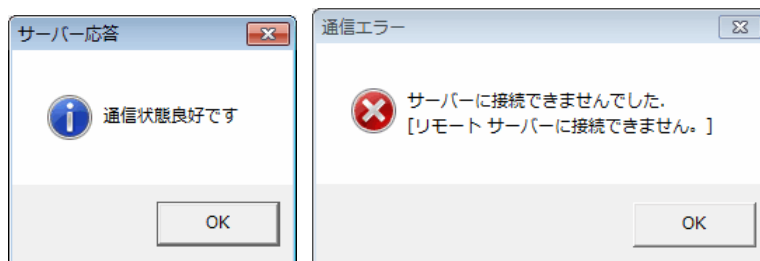 サーバー応答
通信状態良好です
OK
通信エラー
サーバーに接続できませんでした.
[リモート サーバーに接続できません。]
OK